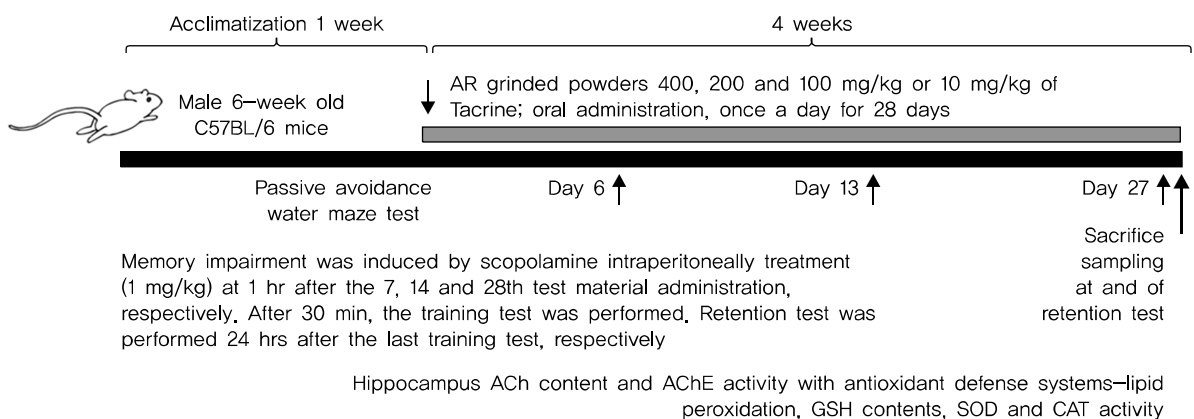 Acclimatization 1 week
4 weeks
AR grinded powders 400, 200 and 100 mg/kg or 10 mg/kg of
Tacrine; oral administration, once a day for 28 days
Male 6-week old
C57BL/6 mice
Passive avoidance
water maze test
Day 6
Day 13
Day 27
Sacrifice
sampling
at and of
retention test
Memory impairment was induced by scopolamine intraperitoneally treatment
(1 mg/kg) at 1 hr after the 7, 14 and 28th test material administration,
respectively. After 30 min, the training test was performed. Retention test was
performed 24 hrs after the last training test, respectively
Hippocampus ACh content and AChE activity with antioxidant defense systems-lipid
peroxidation, GSH contents, SOD and CAT activity